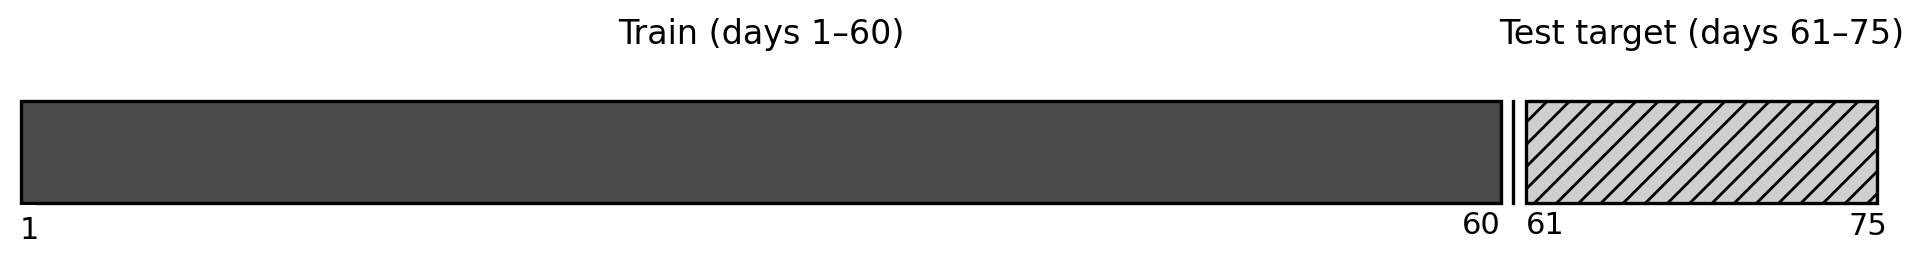 Train (days 1–60)
Test target (days 61–75)
1
60
61
75